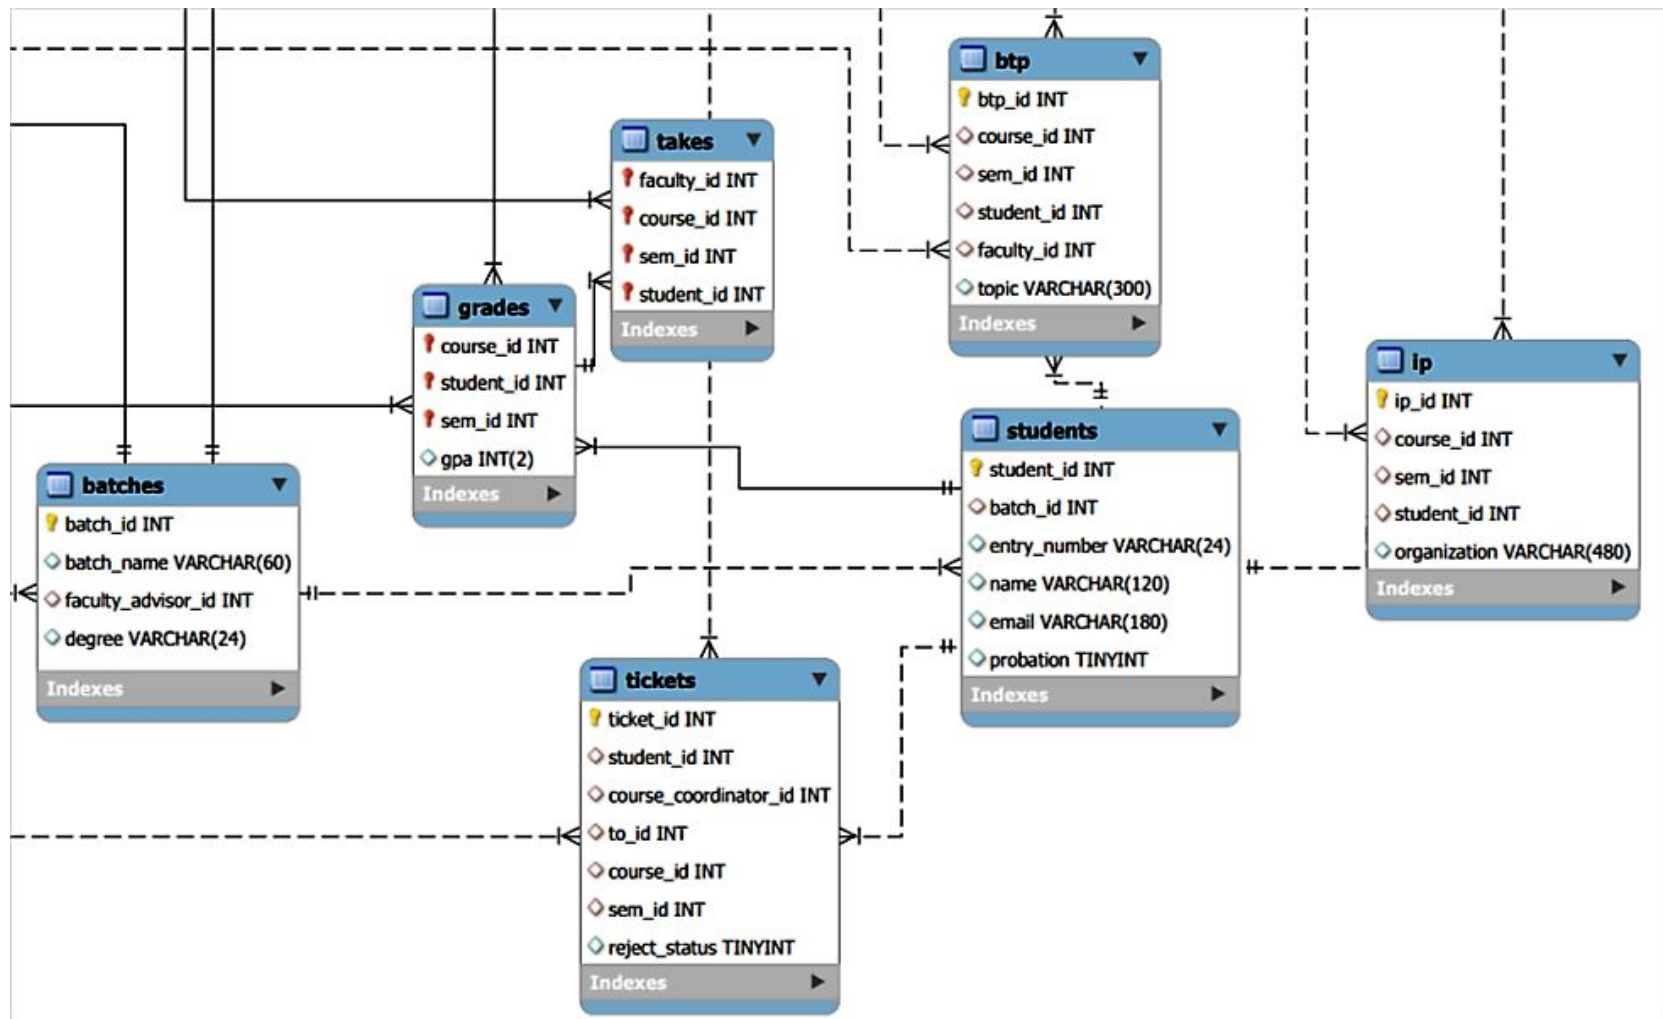 btp
btp_id INT
course_id INT
sem_id INT
student_id INT
faculty_id INT
topic VARCHAR(300)
Indexes
takes
faculty_id INT
course_id INT
sem_id INT
student_id INT
Indexes
grades
course_id INT
student_id INT
sem_id INT
gpa INT(2)
Indexes
ip
ip_id INT
course_id INT
sem_id INT
student_id INT
organization VARCHAR(480)
Indexes
students
student_id INT
batch_id INT
entry_number VARCHAR(24)
name VARCHAR(120)
email VARCHAR(180)
probation TINYINT
Indexes
batches
batch_id INT
batch_name VARCHAR(60)
faculty_advisor_id INT
degree VARCHAR(24)
Indexes
tickets
ticket_id INT
student_id INT
course_coordinator_id INT
to_id INT
course_id INT
sem_id INT
reject_status TINYINT
Indexes